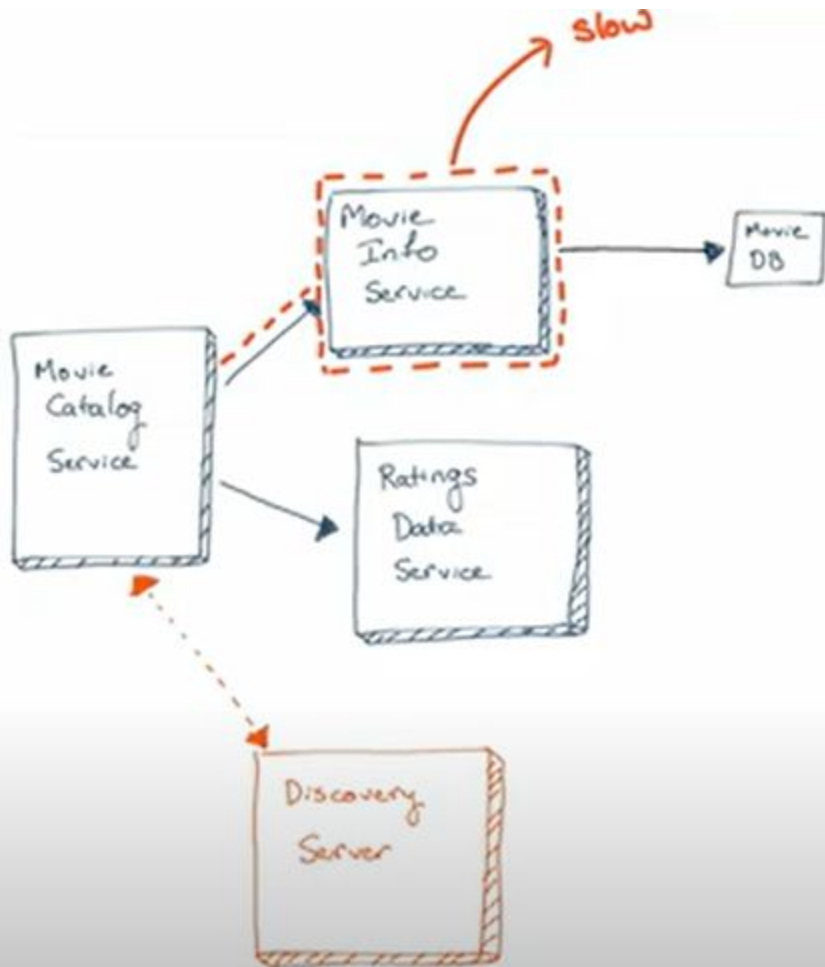 slow
Movie
Info
Service
Movie
DB
Movie
Catalog
Service
Ratings
Data
Service
Discovery
Server